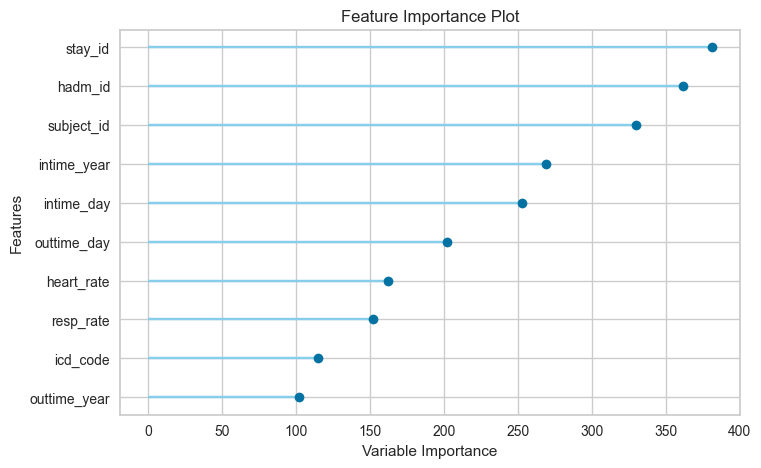 Feature Importance Plot
stay_id
hadm_id
subject_id
intime_year
intime_day
outtime_day
heart_rate
resp_rate
icd_code
outtime_year
Features
0 50 100 150 200 250 300 350 400
Variable Importance